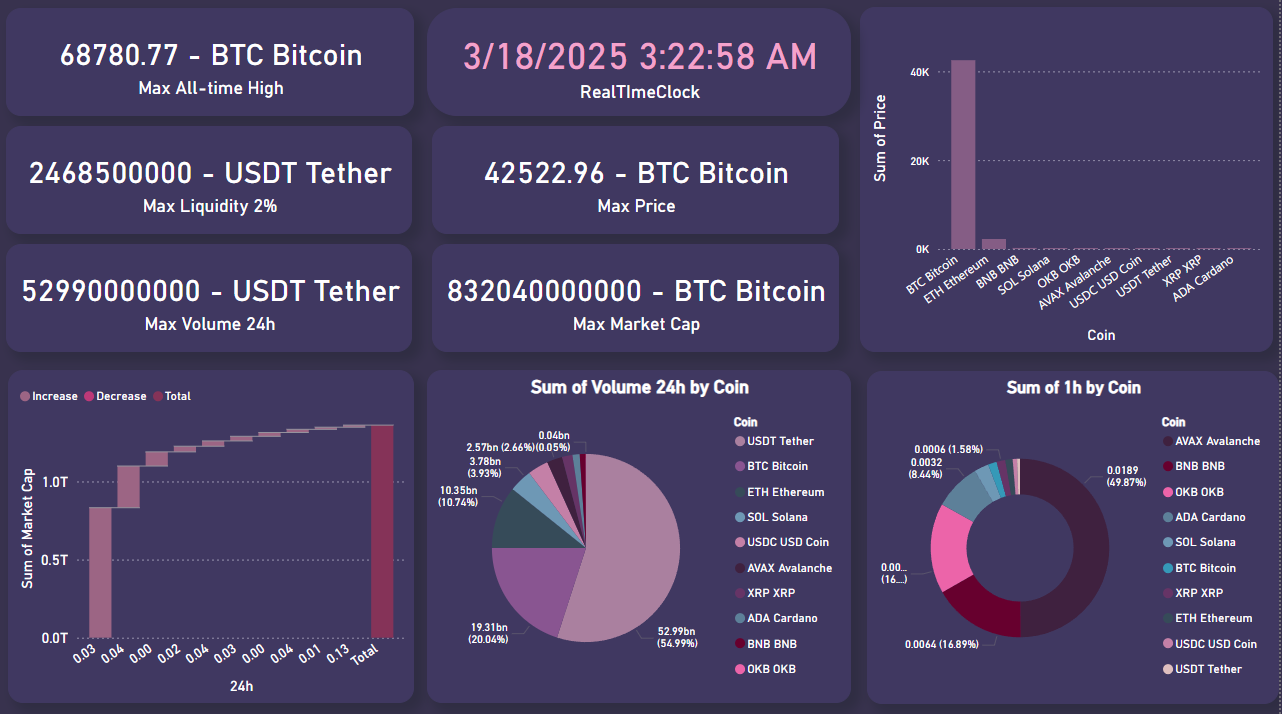 68780.77 - BTC Bitcoin
Max All-time High
3/18/2025 3:22:58 AM
RealTImeClock
2468500000 - USDT Tether
Max Liquidity 2%
42522.96 - BTC Bitcoin
Max Price
52990000000 - USDT Tether
Max Volume 24h
832040000000 - BTC Bitcoin
Max Market Cap
Sum of Price
40K
20K
0K
BTC Bitcoin
ETH Ethereum
BNB BNB
SOL Solana
OKB OKB
AVAX Avalanche
USDC USD Coin
USDT Tether
XRP XRP
ADA Cardano
Coin
Increase Decrease Total
Sum of Market Cap
1.0T
0.5T
0.0T
0.03
0.04
0.00
0.02
0.04
0.03
0.00
0.04
0.01
0.13
Total
24h
Sum of Volume 24h by Coin
0.04bn
(0.05%)
2.57bn (2.66%)
3.78bn
(3.93%)
10.35bn
(10.74%)
19.31bn
(20.04%)
52.99bn
(54.99%)
Coin
USDT Tether
BTC Bitcoin
ETH Ethereum
SOL Solana
USDC USD Coin
AVAX Avalanche
XRP XRP
ADA Cardano
BNB BNB
OKB OKB
Sum of 1h by Coin
0.0006 (1.58%)
0.0032
(8.44%)
0.00...
(16....)
0.0064 (16.89%)
0.0189
(49.87%)
Coin
AVAX Avalanche
BNB BNB
OKB OKB
ADA Cardano
SOL Solana
BTC Bitcoin
XRP XRP
ETH Ethereum
USDC USD Coin
USDT Tether